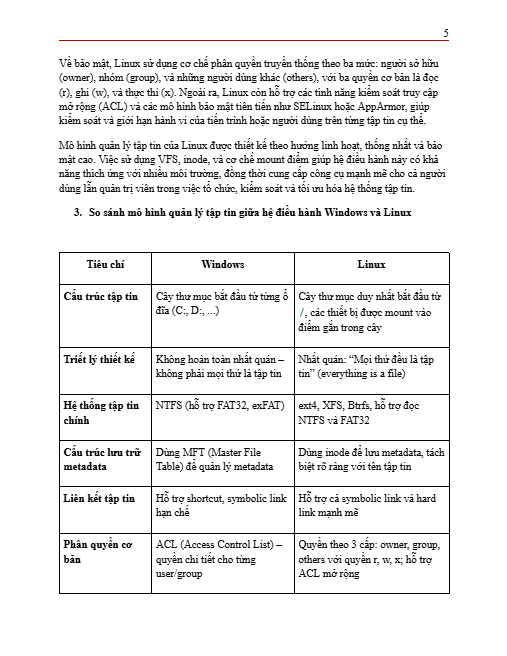 5
Về bảo mật, Linux sử dụng cơ chế phân quyền truyền thống theo ba mức: người sở hữu
(owner), nhóm (group), và những người dùng khác (others), với ba quyền cơ bản là đọc
(r), ghi (w), và thực thi (x). Ngoài ra, Linux còn hỗ trợ các tính năng kiểm soát truy cập
mở rộng (ACL) và các mô hình bảo mật tiên tiến như SELinux hoặc AppArmor, giúp
kiểm soát và giới hạn hành vi của tiến trình hoặc người dùng trên từng tập tin cụ thể.
Mô hình quản lý tập tin của Linux được thiết kế theo hướng linh hoạt, thống nhất và bảo
mật cao. Việc sử dụng VFS, inode, và cơ chế mount điểm giúp hệ điều hành này có khả
năng thích ứng với nhiều môi trường, đồng thời cung cấp công cụ mạnh mẽ cho cả người
dùng lẫn quản trị viên trong việc tổ chức, kiểm soát và tối ưu hóa hệ thống tập tin.
3. So sánh mô hình quản lý tập tin giữa hệ điều hành Windows và Linux
Tiêu chí Windows Linux
Cấu trúc tập tin Cây thư mục bắt đầu từ từng ổ Cây thư mục duy nhất bắt đầu từ
đĩa (C:, D:, ...) /, các thiết bị được mount vào
điểm gắn trong cây
Triết lý thiết kế Không hoàn toàn nhất quán – Nhất quán: “Mọi thứ đều là tập
không phải mọi thứ là tập tin tin” (everything is a file)
Hệ thống tập tin NTFS (hỗ trợ FAT32, exFAT) ext4, XFS, Btrfs, hỗ trợ đọc
chính NTFS và FAT32
Cấu trúc lưu trữ Dùng MFT (Master File Dùng inode để lưu metadata, tách
metadata Table) để quản lý metadata biệt rõ ràng với tên tập tin
Liên kết tập tin Hỗ trợ shortcut, symbolic link Hỗ trợ cả symbolic link và hard
hạn chế link mạnh mẽ
Phân quyền cơ ACL (Access Control List) – Quyền theo 3 cấp: owner, group,
bản quyền chi tiết cho từng others với quyền r, w, x; hỗ trợ
user/group ACL mở rộng